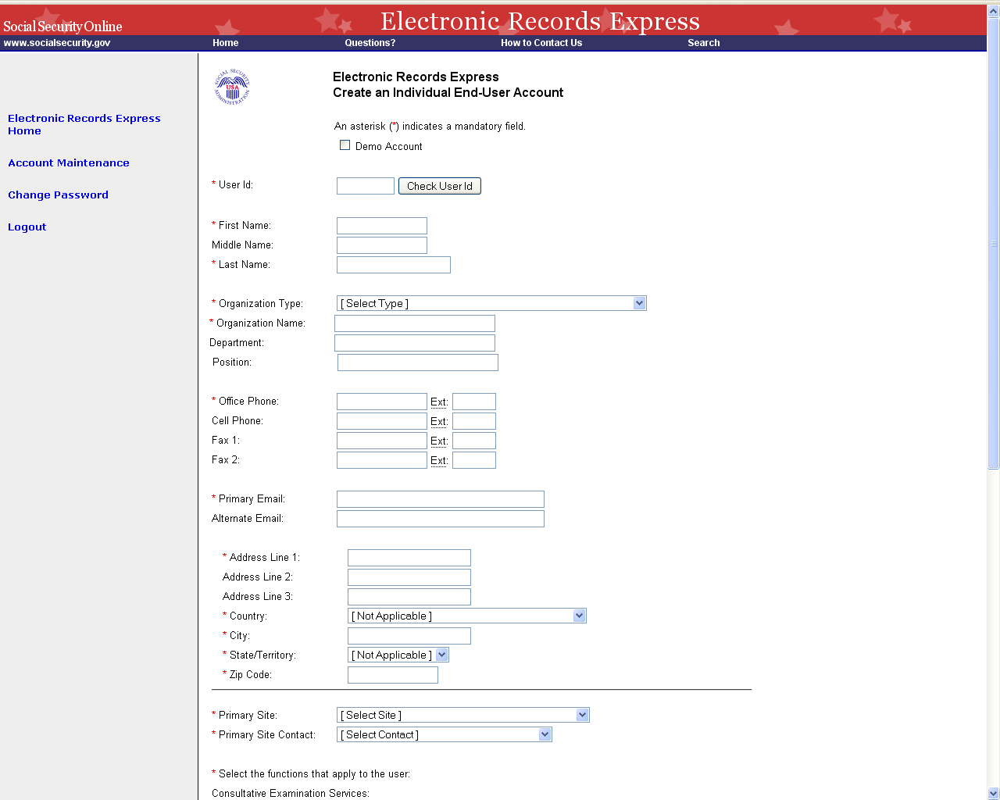 Social Security Online
Electronic Records Express
www.socialsecurity.gov Home Questions? How to Contact Us Search
SOCIAL SECURITY ADMINISTRATION
USA
Electronic Records Express
Home
Account Maintenance
Change Password
Logout
Electronic Records Express
Create an Individual End-User Account
An asterisk (*) indicates a mandatory field.
Demo Account
* User Id: Check User Id
* First Name:
Middle Name:
* Last Name:
* Organization Type: [ Select Type ]
* Organization Name:
Department:
Position:
* Office Phone: Ext:
Cell Phone: Ext:
Fax 1: Ext:
Fax 2: Ext:
* Primary Email:
Alternate Email:
* Address Line 1:
Address Line 2:
Address Line 3:
* Country: [ Not Applicable ]
* City:
* State/Territory: [ Not Applicable ]
* Zip Code:
* Primary Site: [ Select Site ]
* Primary Site Contact: [ Select Contact ]
* Select the functions that apply to the user:
Consultative Examination Services: